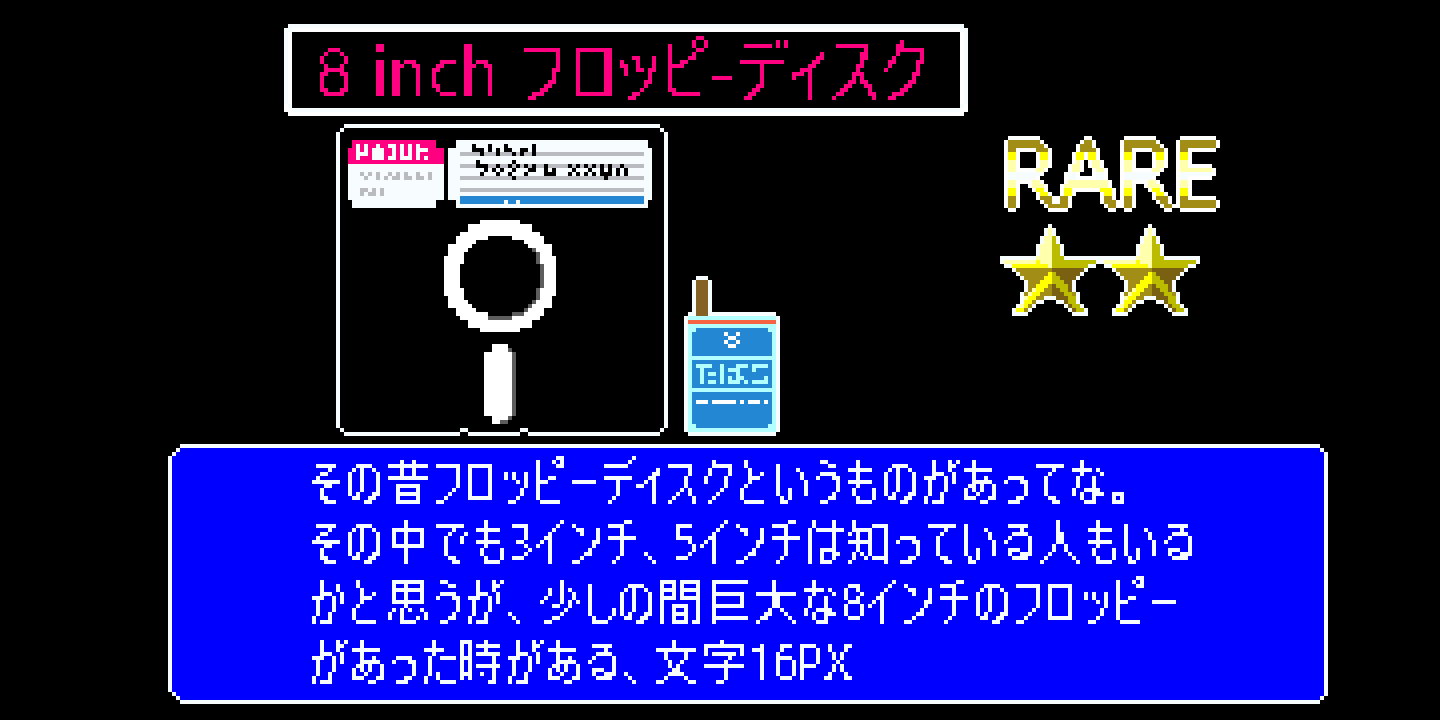 8 inch フロッピーディスク
RARE
8
その昔フロッピーディスクというものがあってな。
その中でも3インチ、5インチは知っている人もいる
かと思うが、少しの間巨大な8インチのフロッピー
があった時がある、文字16PX